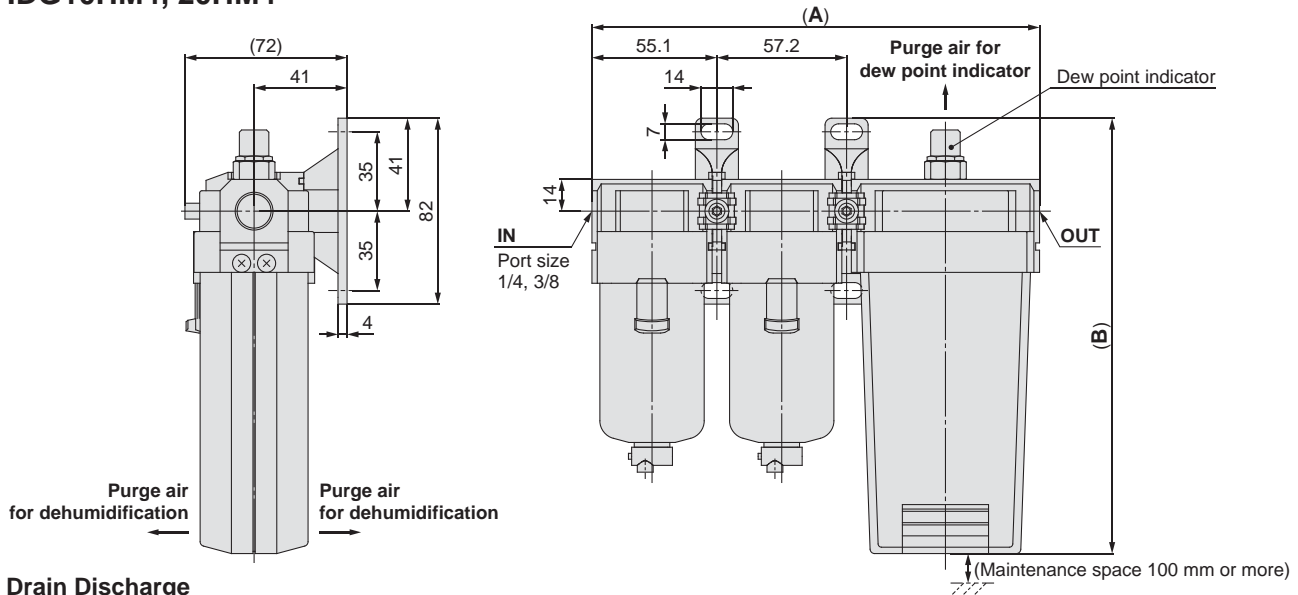 (A)
(72)
55.1
57.2
Purge air for
dew point indicator
41
14
Dew point indicator
7
35
41
14
82
IN
OUT
Port size
1/4, 3/8
35
4
(B)
Purge air
for dehumidification
Purge air
for dehumidification
(Maintenance space 100 mm or more)
Drain Discharge